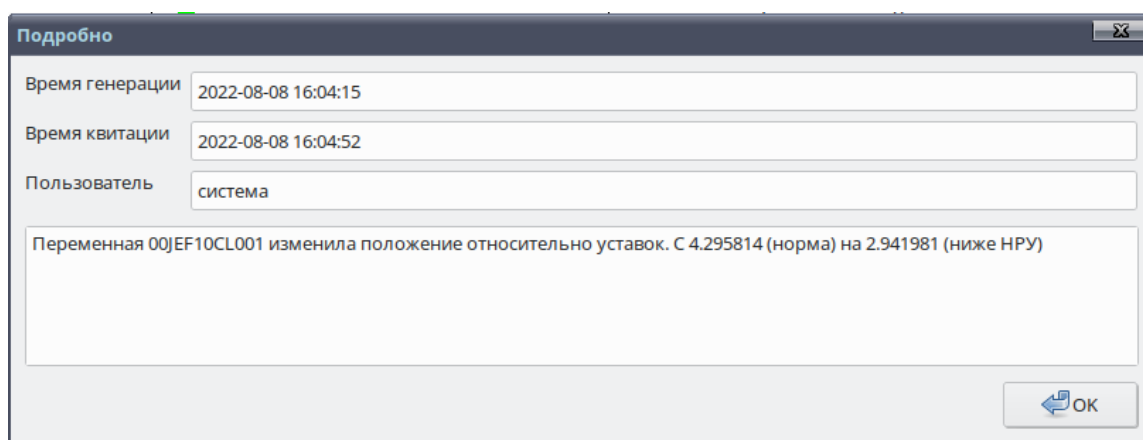 Подробно
Время генерации 2022-08-08 16:04:15
Время квитации 2022-08-08 16:04:52
Пользователь система
Переменная 00JEF10CL001 изменила положение относительно уставок. С 4.295814 (норма) на 2.941981 (ниже НРУ)
OK